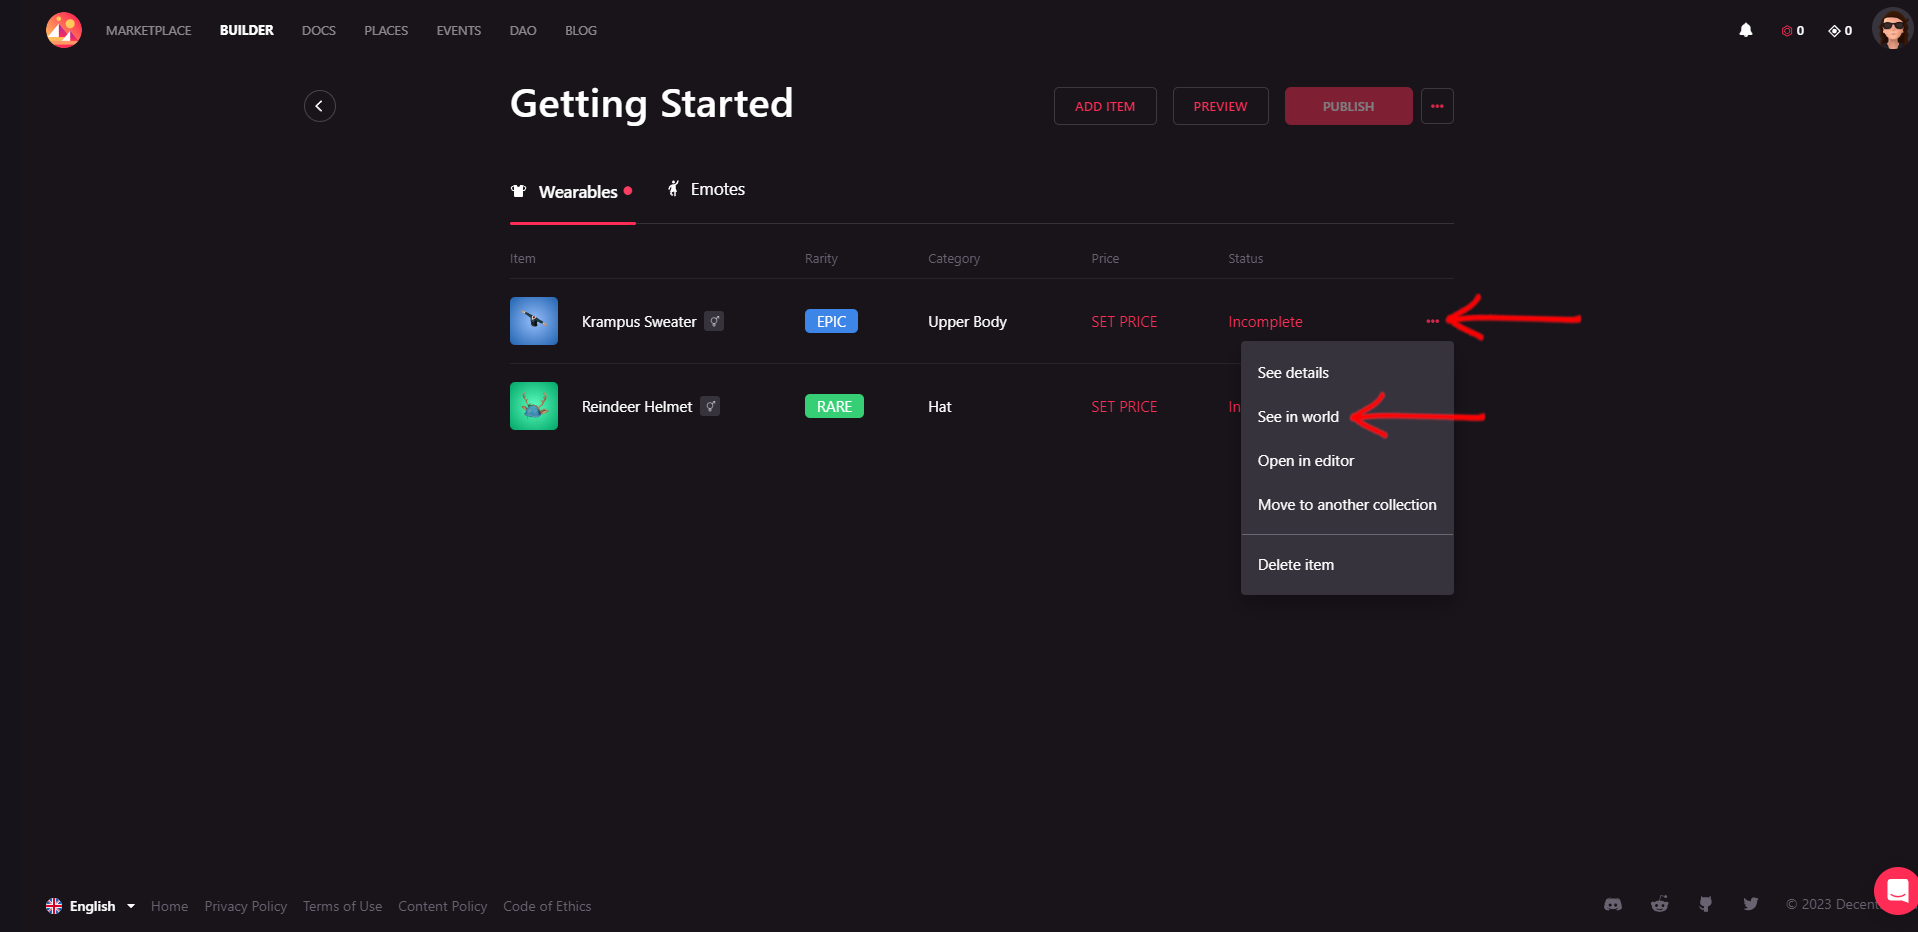 MARKETPLACE BUILDER DOCS PLACES EVENTS DAO BLOG 0 0
Getting Started ADD ITEM PREVIEW PUBLISH
Wearables Emotes
Item Rarity Category Price Status
Krampus Sweater EPIC Upper Body SET PRICE Incomplete
See details
Reindeer Helmet RARE Hat SET PRICE In
See in world
Open in editor
Move to another collection
Delete item
English Home Privacy Policy Terms of Use Content Policy Code of Ethics © 2023 Decent